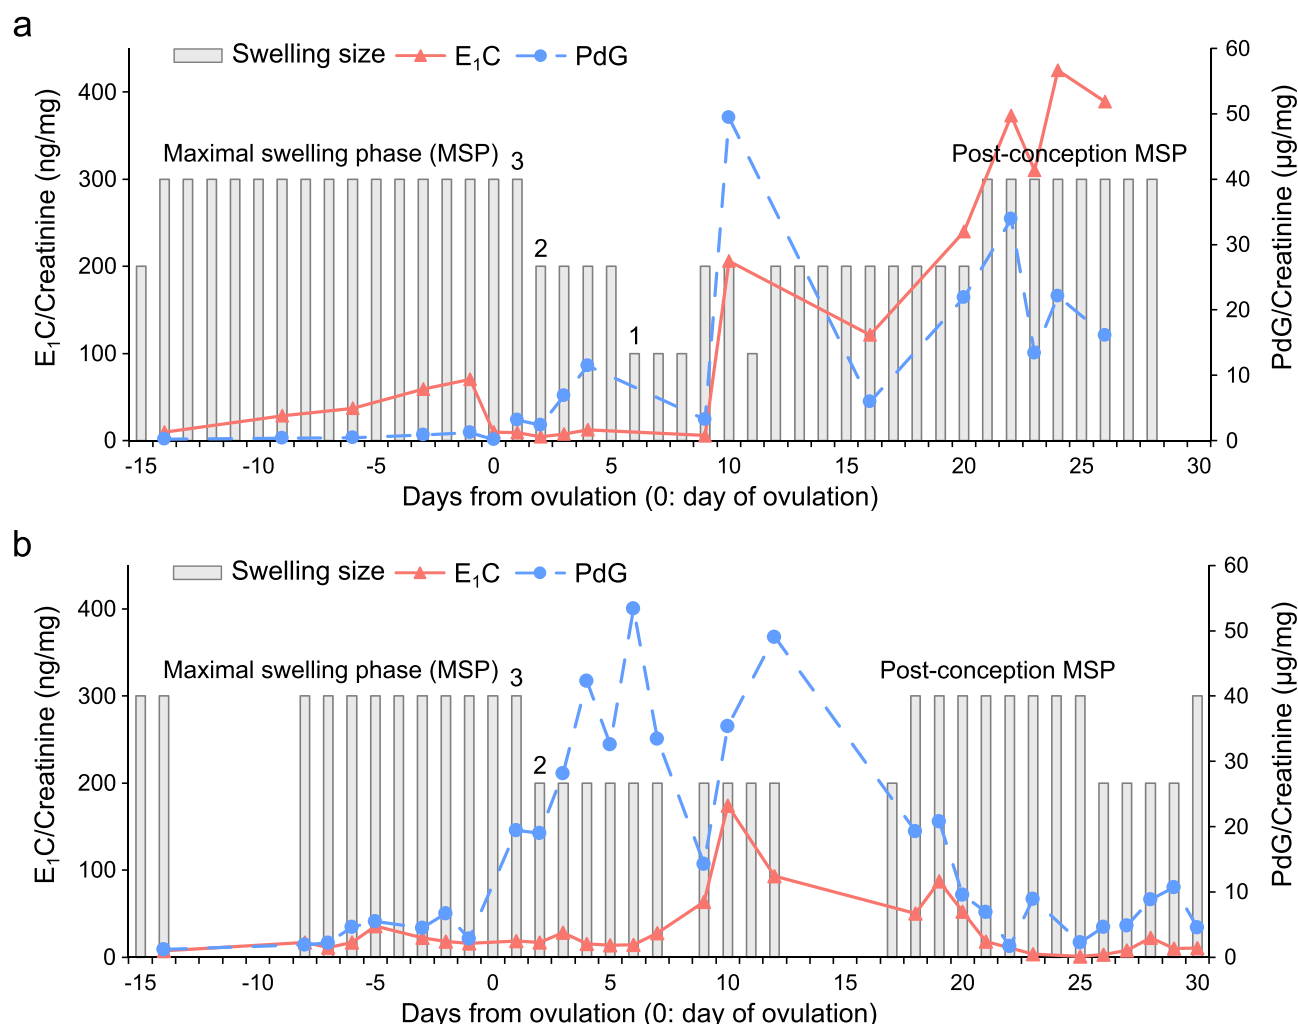 a
Swelling size E₁C PdG
E₁C/Creatinine (ng/mg)
400
300
200
100
0
60
50
40
30
20
10
0
PdG/Creatinine (μg/mg)
Maximal swelling phase (MSP) 3
2
1
Post-conception MSP
-15 -10 -5 0 5 10 15 20 25 30
Days from ovulation (0: day of ovulation)
b
Swelling size E₁C PdG
E₁C/Creatinine (ng/mg)
400
300
200
100
0
60
50
40
30
20
10
0
PdG/Creatinine (μg/mg)
Maximal swelling phase (MSP) 3
2
Post-conception MSP
-15 -10 -5 0 5 10 15 20 25 30
Days from ovulation (0: day of ovulation)